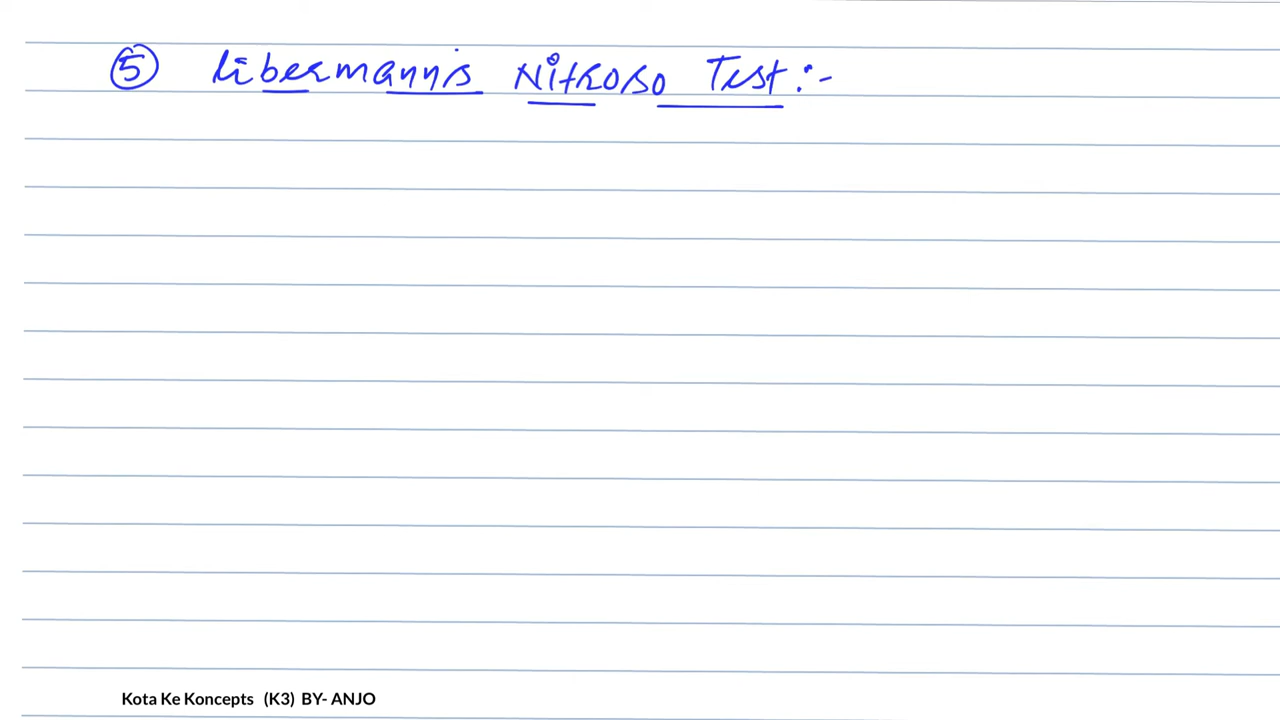 ⑤ Libermann's Nitroso Test :-
Kota Ke Koncepts (K3) BY- ANJO